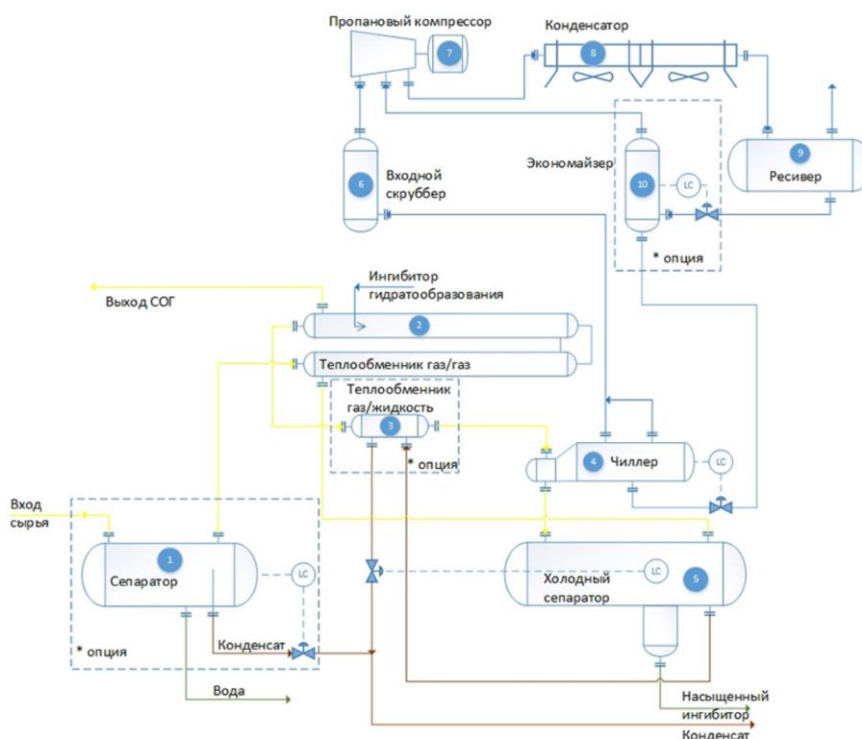 Пропановый компрессор
7
Конденсатор
8
9
Ресивер
Экономайзер
10
LC
* опция
6
Входной
скруббер
Ингибитор
гидратообразования
Выход СОГ
2
Теплообменник газ/газ
Теплообменник
газ/жидкость
3
* опция
4
Чиллер
LC
Вход
сырья
1
Сепаратор
LC
Конденсат
* опция
Вода
Холодный
сепаратор
LC
5
Насыщенный
ингибитор
Конденсат